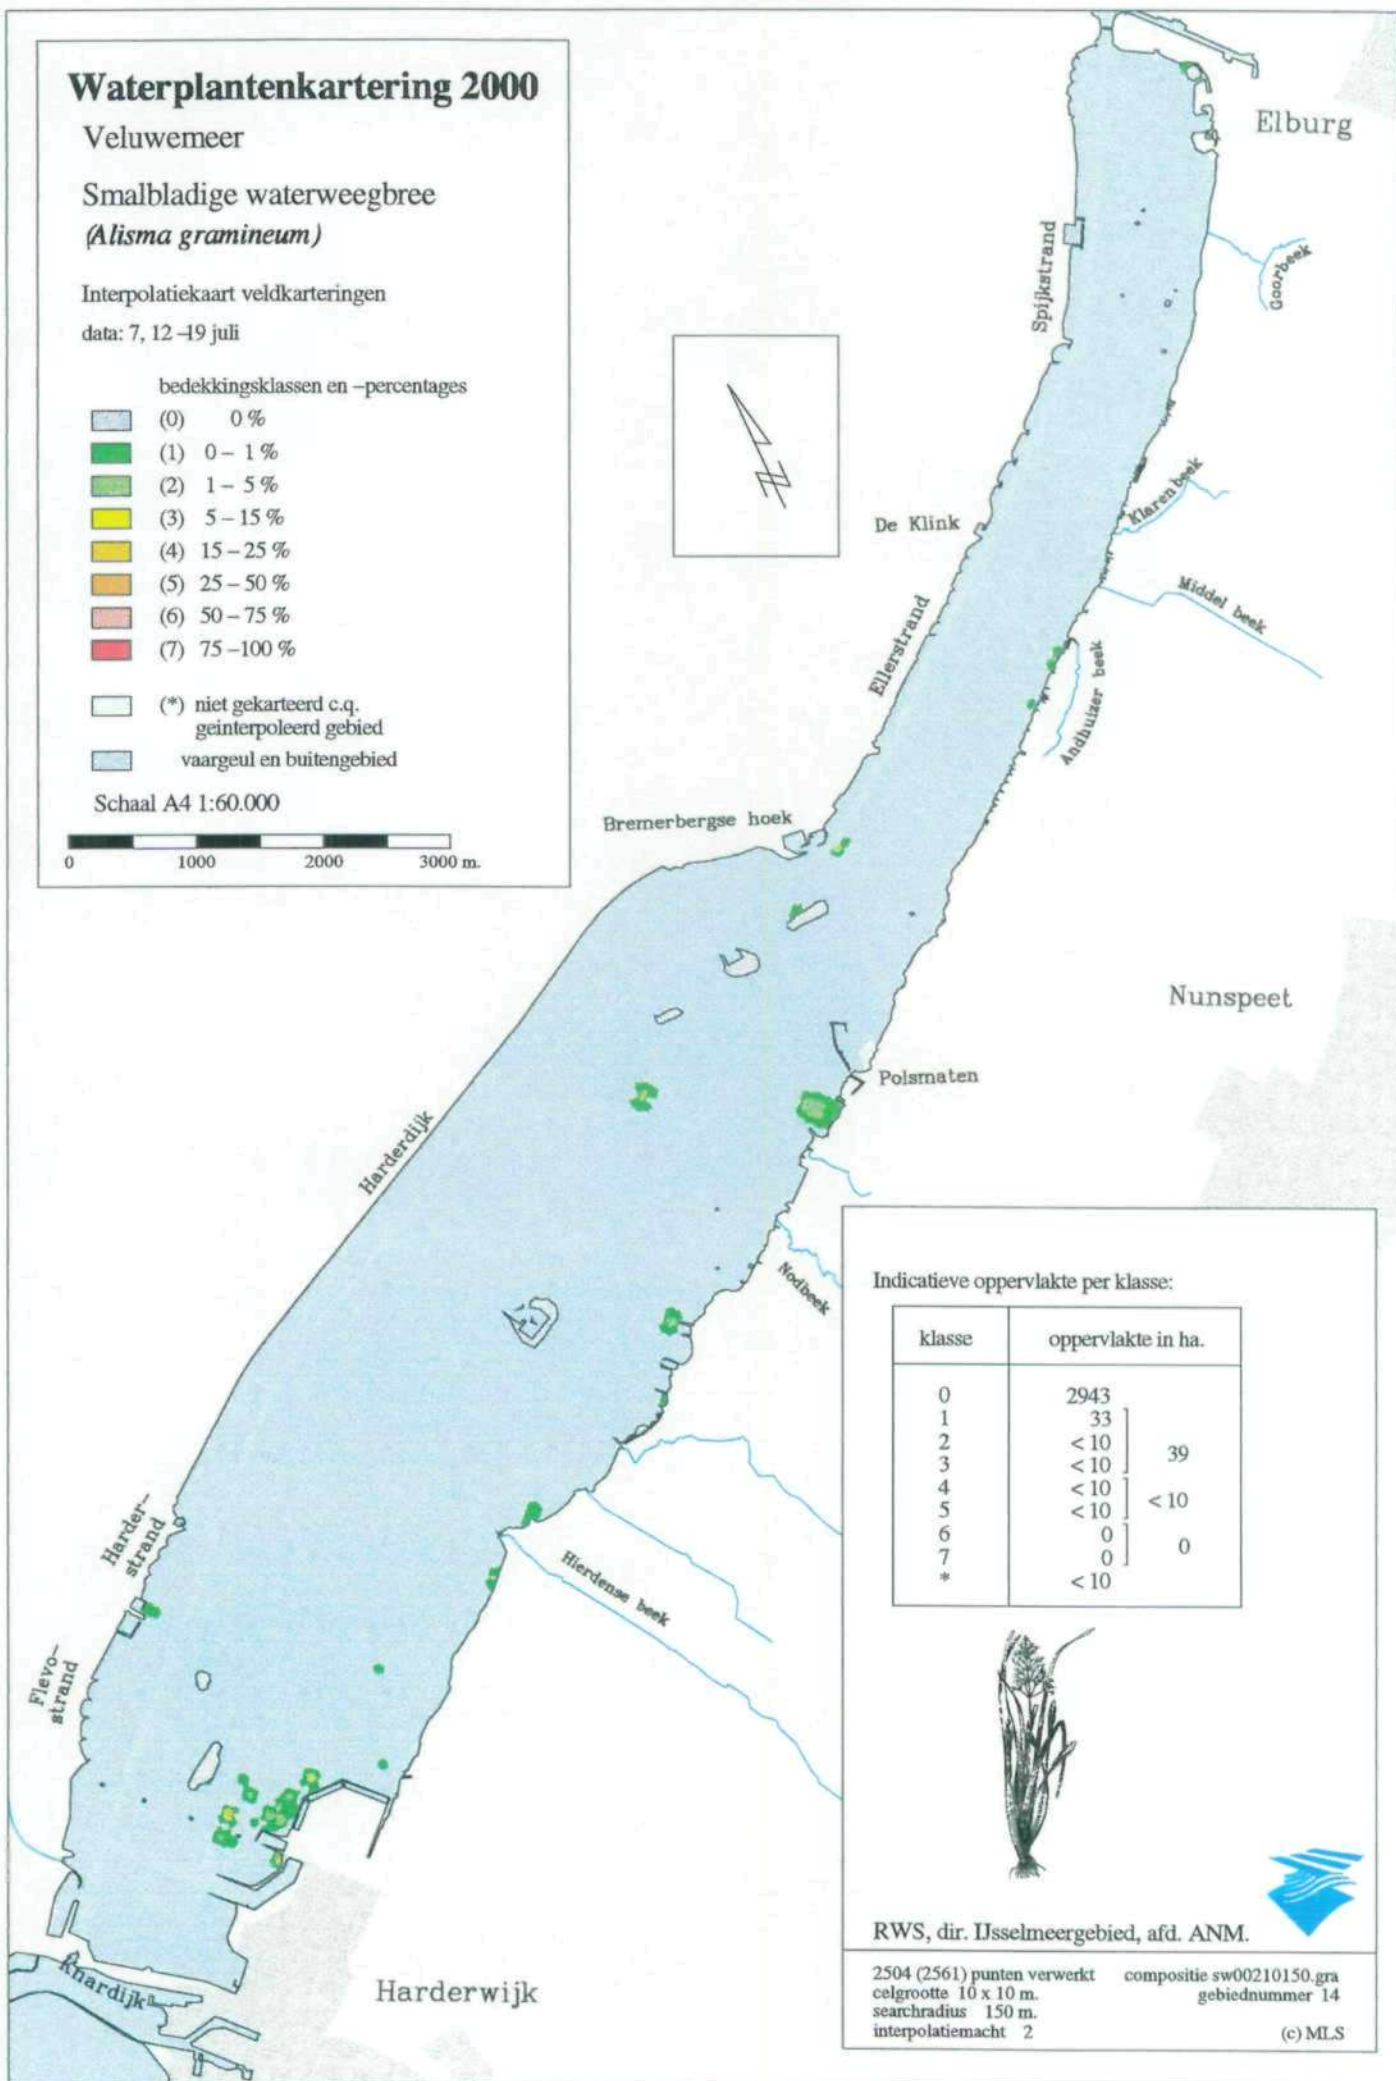 Waterplantenkartering 2000
Veluwemeer
Smalbladige waterweegbree
(Alisma gramineum)
Interpolatiekaart veldkarteringen
data: 7, 12 –19 juli
bedekkingsklassen en –percentages
(0) 0 %
(1) 0 – 1 %
(2) 1 – 5 %
(3) 5 – 15 %
(4) 15 – 25 %
(5) 25 – 50 %
(6) 50 – 75 %
(7) 75 –100 %
(*) niet gekarteerd c.q.
geinterpoleerd gebied
vaargeul en buitengebied
Schaal A4 1:60.000
0 1000 2000 3000 m.
Elburg
Goorbeek
Spijkstrand
Klarenbeek
De Klink
Middel beek
Ellerstrand
Andhuizer beek
Bremerbergse hoek
Nunspeet
Polsmaten
Harderdijk
Nodbeek
Harder–
strand
Hierdense beek
Flevo–
strand
Knardijk
Harderwijk
Indicatieve oppervlakte per klasse:
klasse oppervlakte in ha.
0 2943
1 33
2 < 10
39
3 < 10
4 < 10
< 10
5 < 10
6 0
0
7 0
* < 10
RWS, dir. IJsselmeergebied, afd. ANM.
2504 (2561) punten verwerkt compositie sw00210150.gra
celgrootte 10 x 10 m. gebiednummer 14
searchradius 150 m.
interpolatiemacht 2 (c) MLS